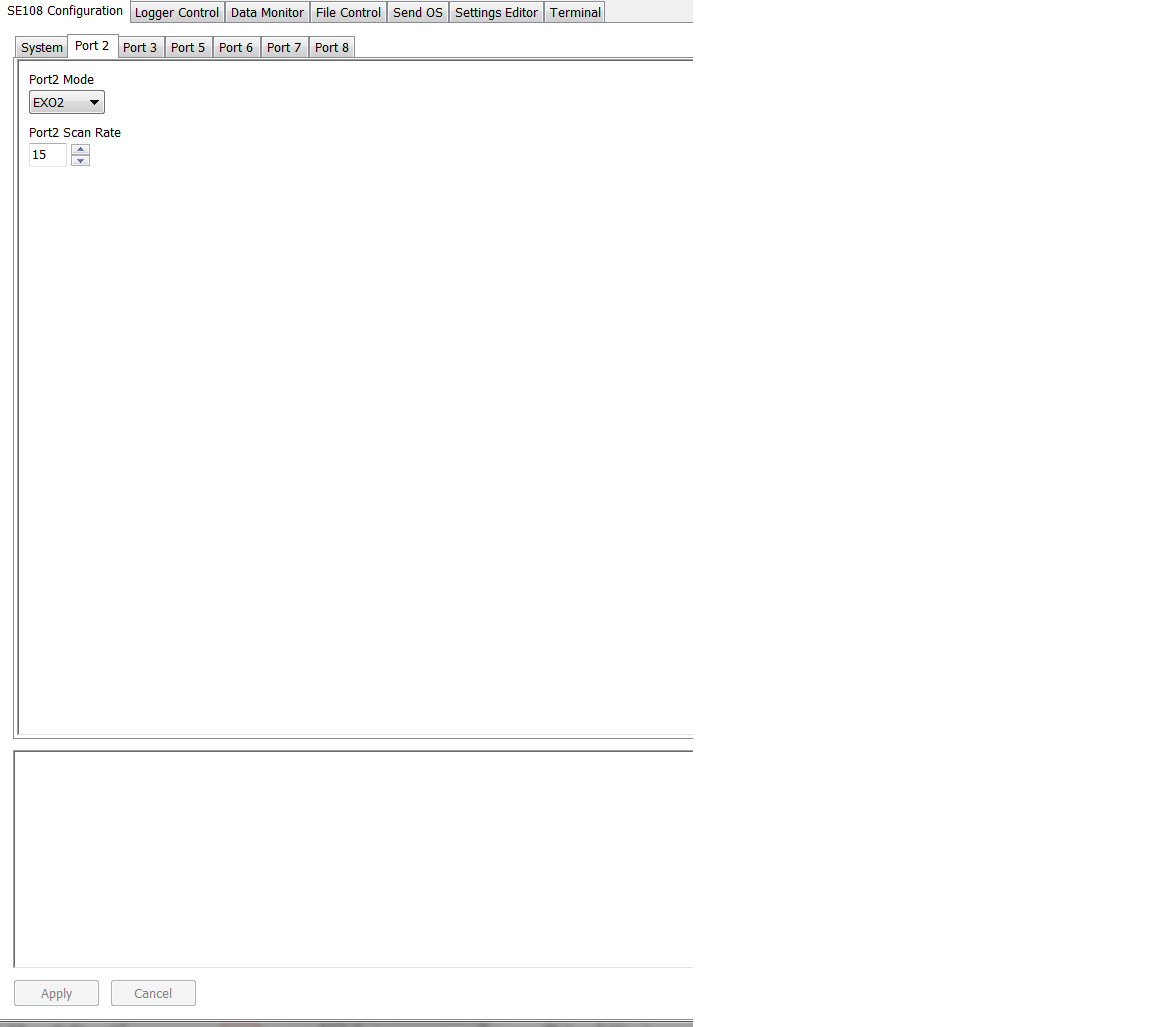 SE108 Configuration Logger Control Data Monitor File Control Send OS Settings Editor Terminal
System Port 2 Port 3 Port 5 Port 6 Port 7 Port 8
Port2 Mode
EXO2
Port2 Scan Rate
15
Apply Cancel